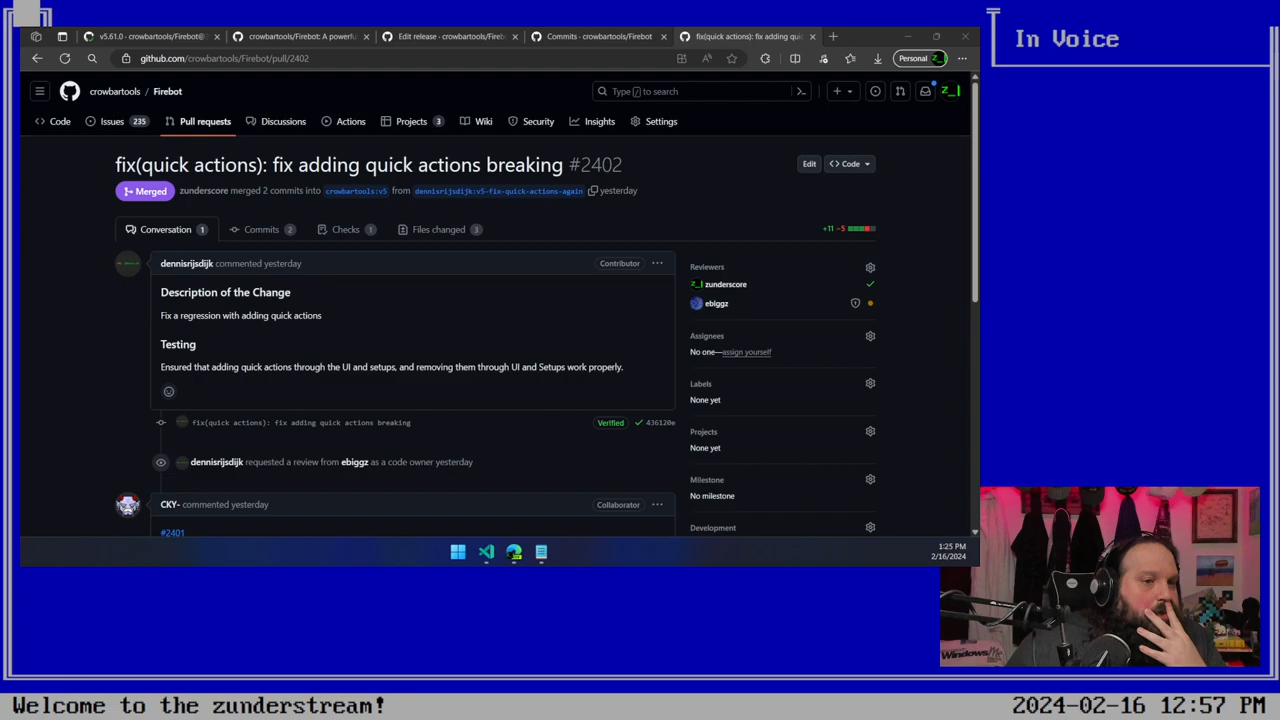 In Voice
v5.61.0 · crowbartools/Firebot@
crowbartools/Firebot: A powerfu
Edit release · crowbartools/Fireb
Commits · crowbartools/Firebot
fix(quick actions): fix adding quic
github.com/crowbartools/Firebot/pull/2402
Personal
crowbartools / Firebot
Type / to search
Code
Issues 235
Pull requests
Discussions
Actions
Projects 3
Wiki
Security
Insights
Settings
fix(quick actions): fix adding quick actions breaking #2402
Edit
<> Code
Merged
zunderscore merged 2 commits into crowbartools:v5 from dennisrijsdijk:v5-fix-quick-actions-again yesterday
Conversation 1
Commits 2
Checks 1
Files changed 3
+11 −5
dennisrijsdijk commented yesterday
Contributor
Description of the Change
Fix a regression with adding quick actions
Testing
Ensured that adding quick actions through the UI and setups, and removing them through UI and Setups work properly.
fix(quick actions): fix adding quick actions breaking
Verified
436120e
dennisrijsdijk requested a review from ebiggz as a code owner yesterday
CKY- commented yesterday
Collaborator
#2401
Reviewers
zunderscore
ebiggz
Assignees
No one—assign yourself
Labels
None yet
Projects
None yet
Milestone
No milestone
Development
1:25 PM
2/16/2024
Welcome to the zunderstream!
2024-02-16 12:57 PM